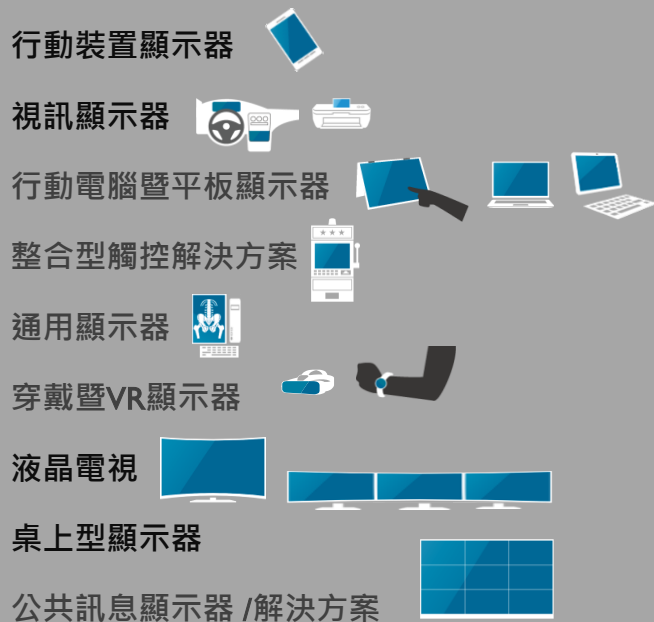 行動裝置顯示器
視訊顯示器
行動電腦暨平板顯示器
整合型觸控解決方案
通用顯示器
穿戴暨VR顯示器
液晶電視
桌上型顯示器
公共訊息顯示器 /解決方案